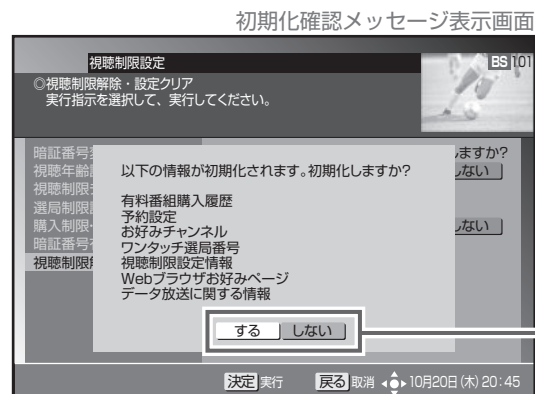 初期化確認メッセージ表示画面
視聴制限設定
BS 101
◎視聴制限解除・設定クリア
実行指示を選択して、実行してください。
暗証番号
ますか?
視聴年齢
しない
視聴制限
選局制限
購入制限・
しない
暗証番号
視聴制限
以下の情報が初期化されます。初期化しますか?
有料番組購入履歴
予約設定
お好みチャンネル
ワンタッチ選局番号
視聴制限設定情報
Webブラウザお好みページ
データ放送に関する情報
する しない
決定 実行 戻る 取消 10月20日(木)20:45